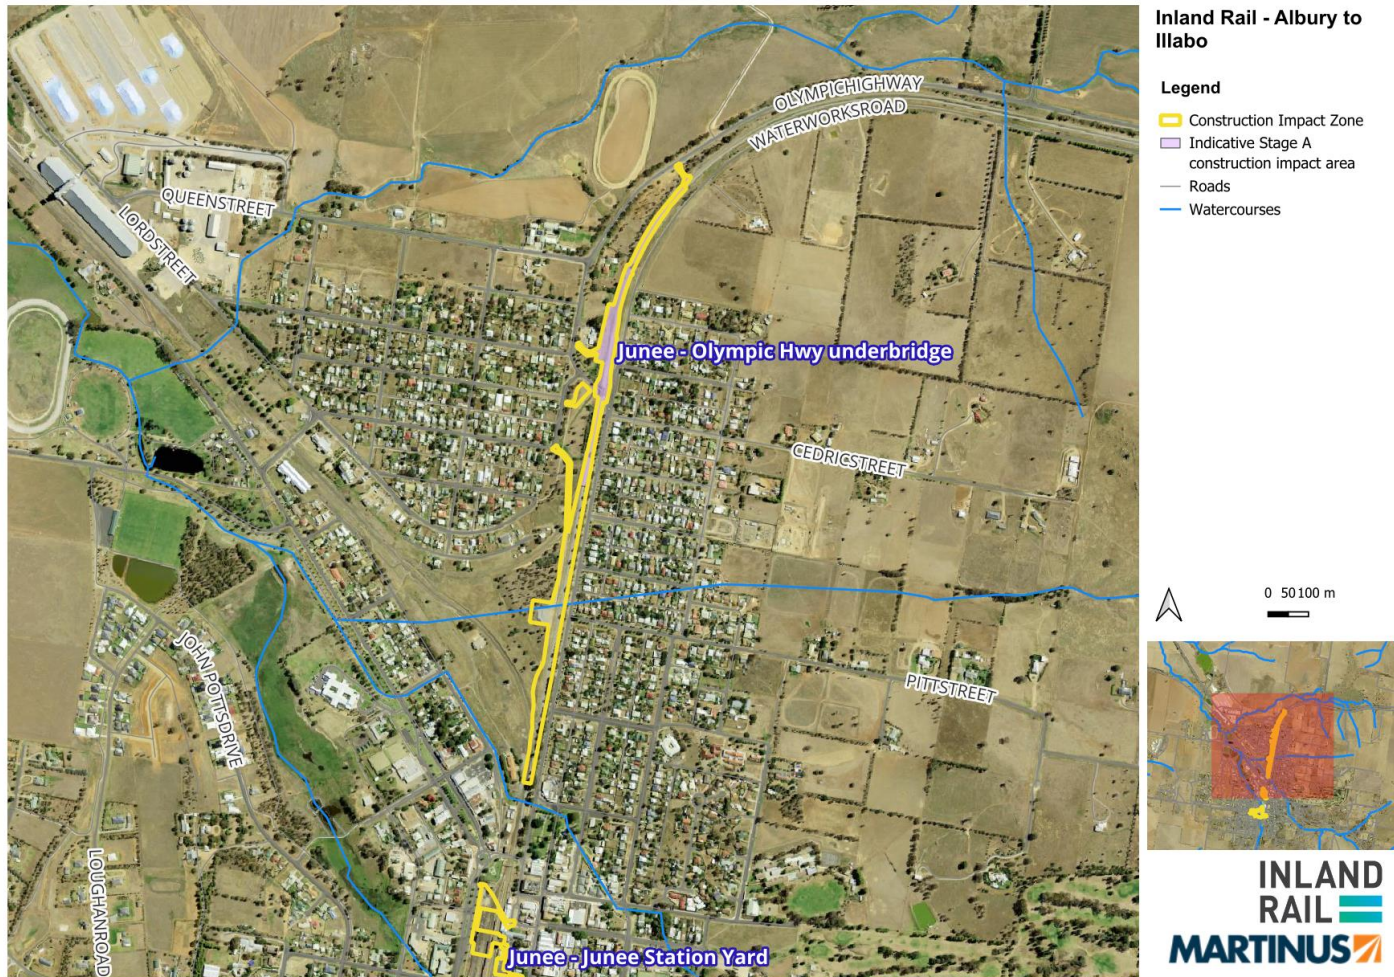 Inland Rail - Albury to
Illabo
Legend
Construction Impact Zone
Indicative Stage A
construction impact area
Roads
Watercourses
OLYMPICHIGHWAY
WATERWORKSROAD
QUEENSTREET
LORDSTREET
Junee - Olympic Hwy underbridge
CEDRICSTREET
PITTSTREET
JOHNPOTTSDRIVE
LOUGHANROAD
Junee - Junee Station Yard
0 50100 m
INLAND
RAIL
MARTINUS